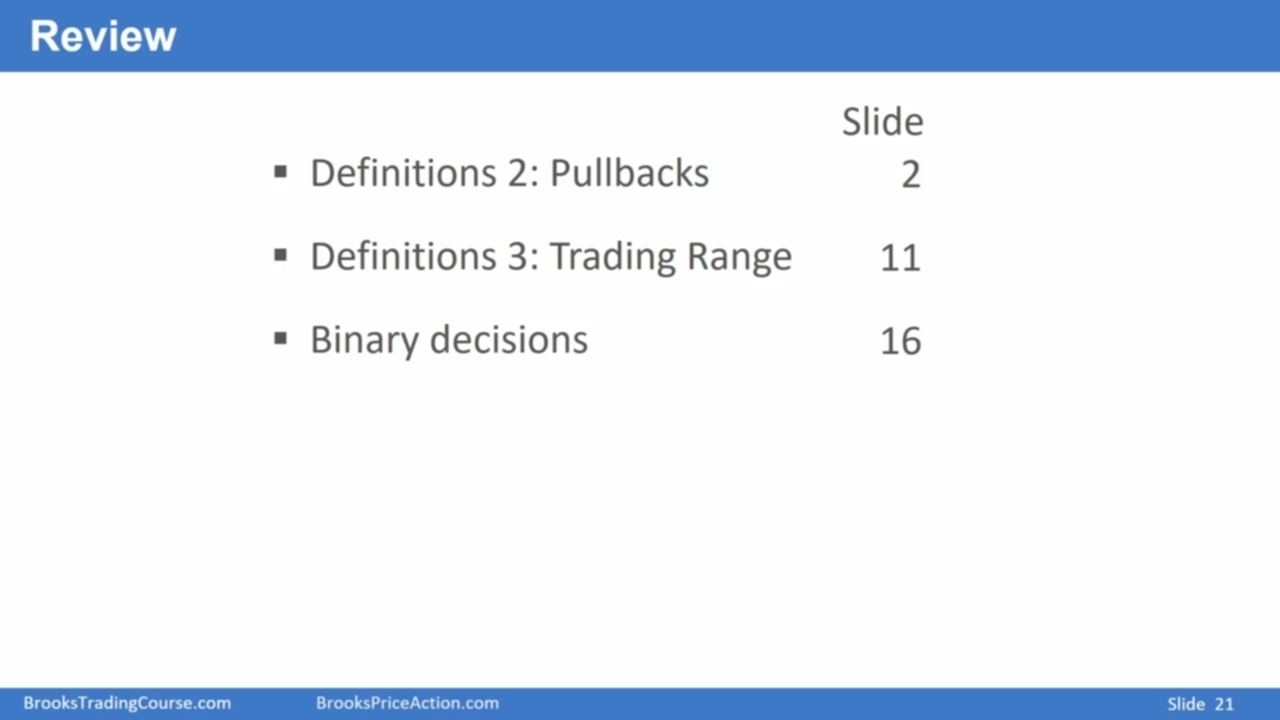 Review
Slide
▪ Definitions 2: Pullbacks 2
▪ Definitions 3: Trading Range 11
▪ Binary decisions 16
BrooksTradingCourse.com BrooksPriceAction.com Slide 21